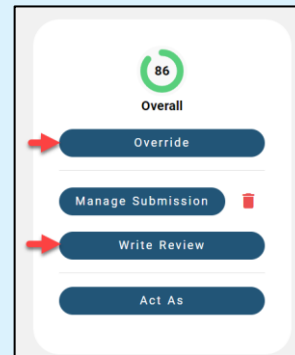 86
Overall
Override
Manage Submission
Write Review
Act As